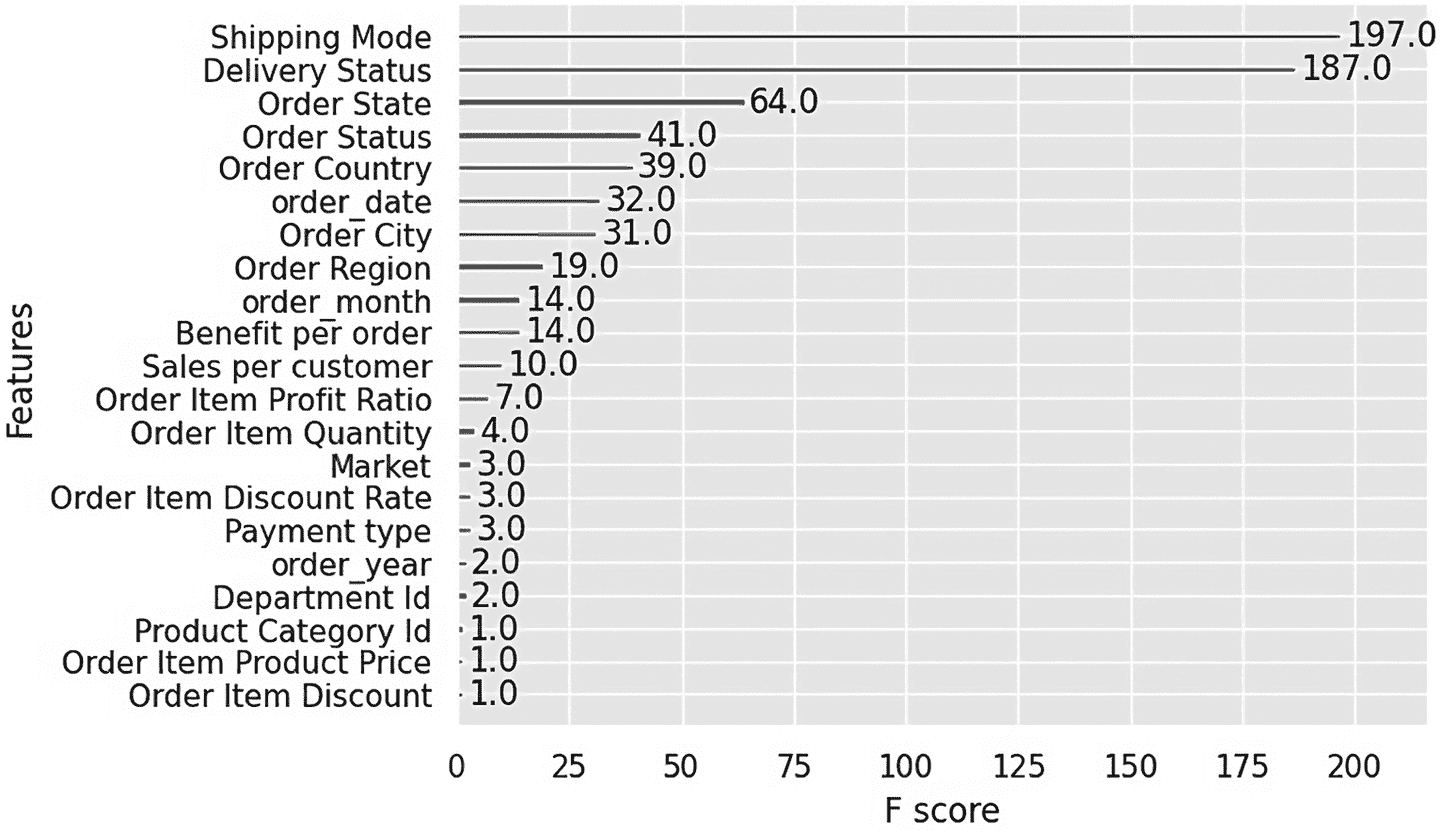 Shipping Mode 197.0
Delivery Status 187.0
Order State 64.0
Order Status 41.0
Order Country 39.0
order_date 32.0
Order City 31.0
Order Region 19.0
order_month 14.0
Benefit per order 14.0
Sales per customer 10.0
Order Item Profit Ratio 7.0
Order Item Quantity 4.0
Market 3.0
Order Item Discount Rate 3.0
Payment type 3.0
order_year 2.0
Department Id 2.0
Product Category Id 1.0
Order Item Product Price 1.0
Order Item Discount 1.0
Features
0 25 50 75 100 125 150 175 200
F score